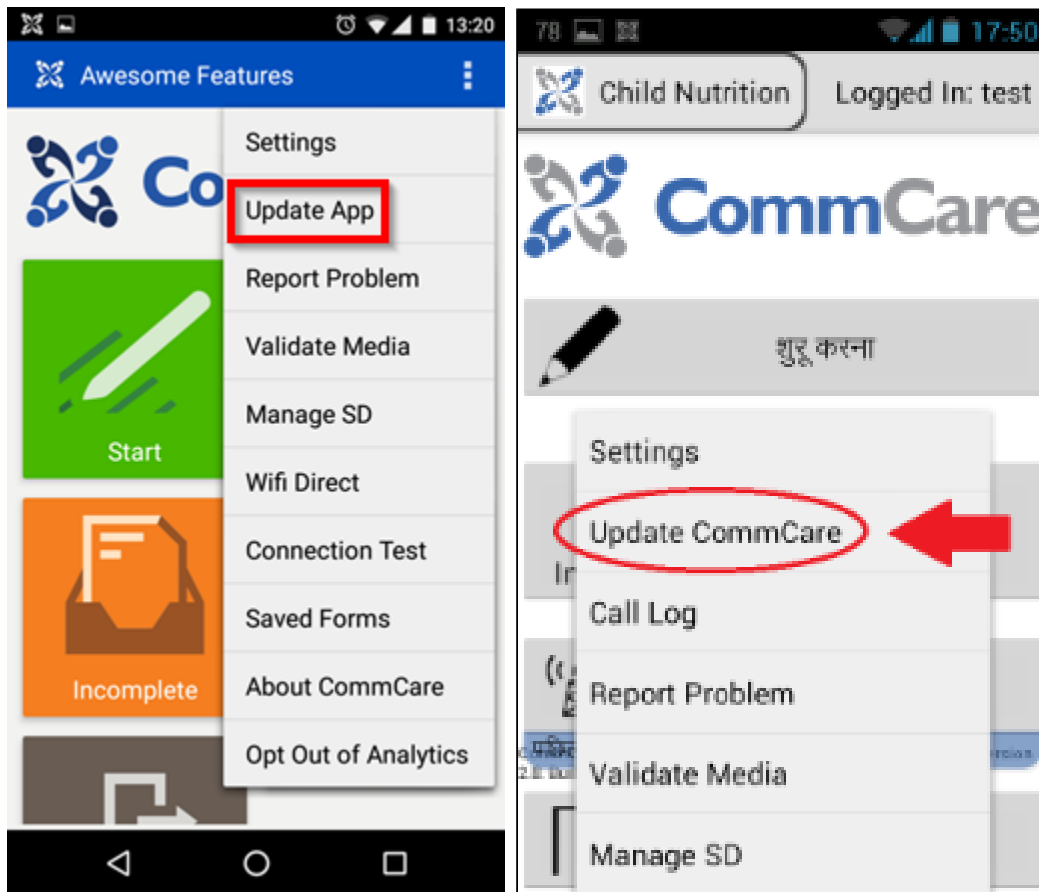 13:20
Awesome Features
Co
Settings
Update App
Report Problem
Validate Media
Manage SD
Wifi Direct
Connection Test
Saved Forms
About CommCare
Opt Out of Analytics
Start
Incomplete
78
17:50
Child Nutrition
Logged In: test
CommCare
शुरू करना
Settings
Update CommCare
In
Call Log
Report Problem
Validate Media
Manage SD